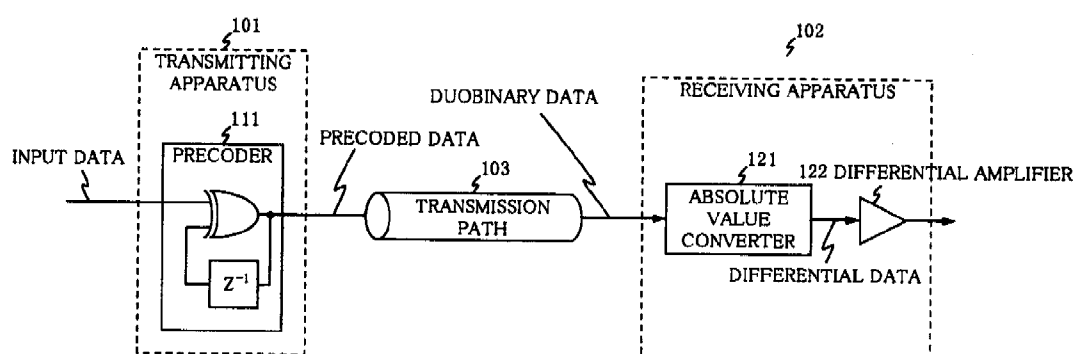 101
TRANSMITTING
APPARATUS
102
RECEIVING APPARATUS
DUOBINARY DATA
111
PRECODER
PRECODED DATA
INPUT DATA
103
TRANSMISSION
PATH
121
ABSOLUTE
VALUE
CONVERTER
122 DIFFERENTIAL AMPLIFIER
Z⁻¹
DIFFERENTIAL DATA